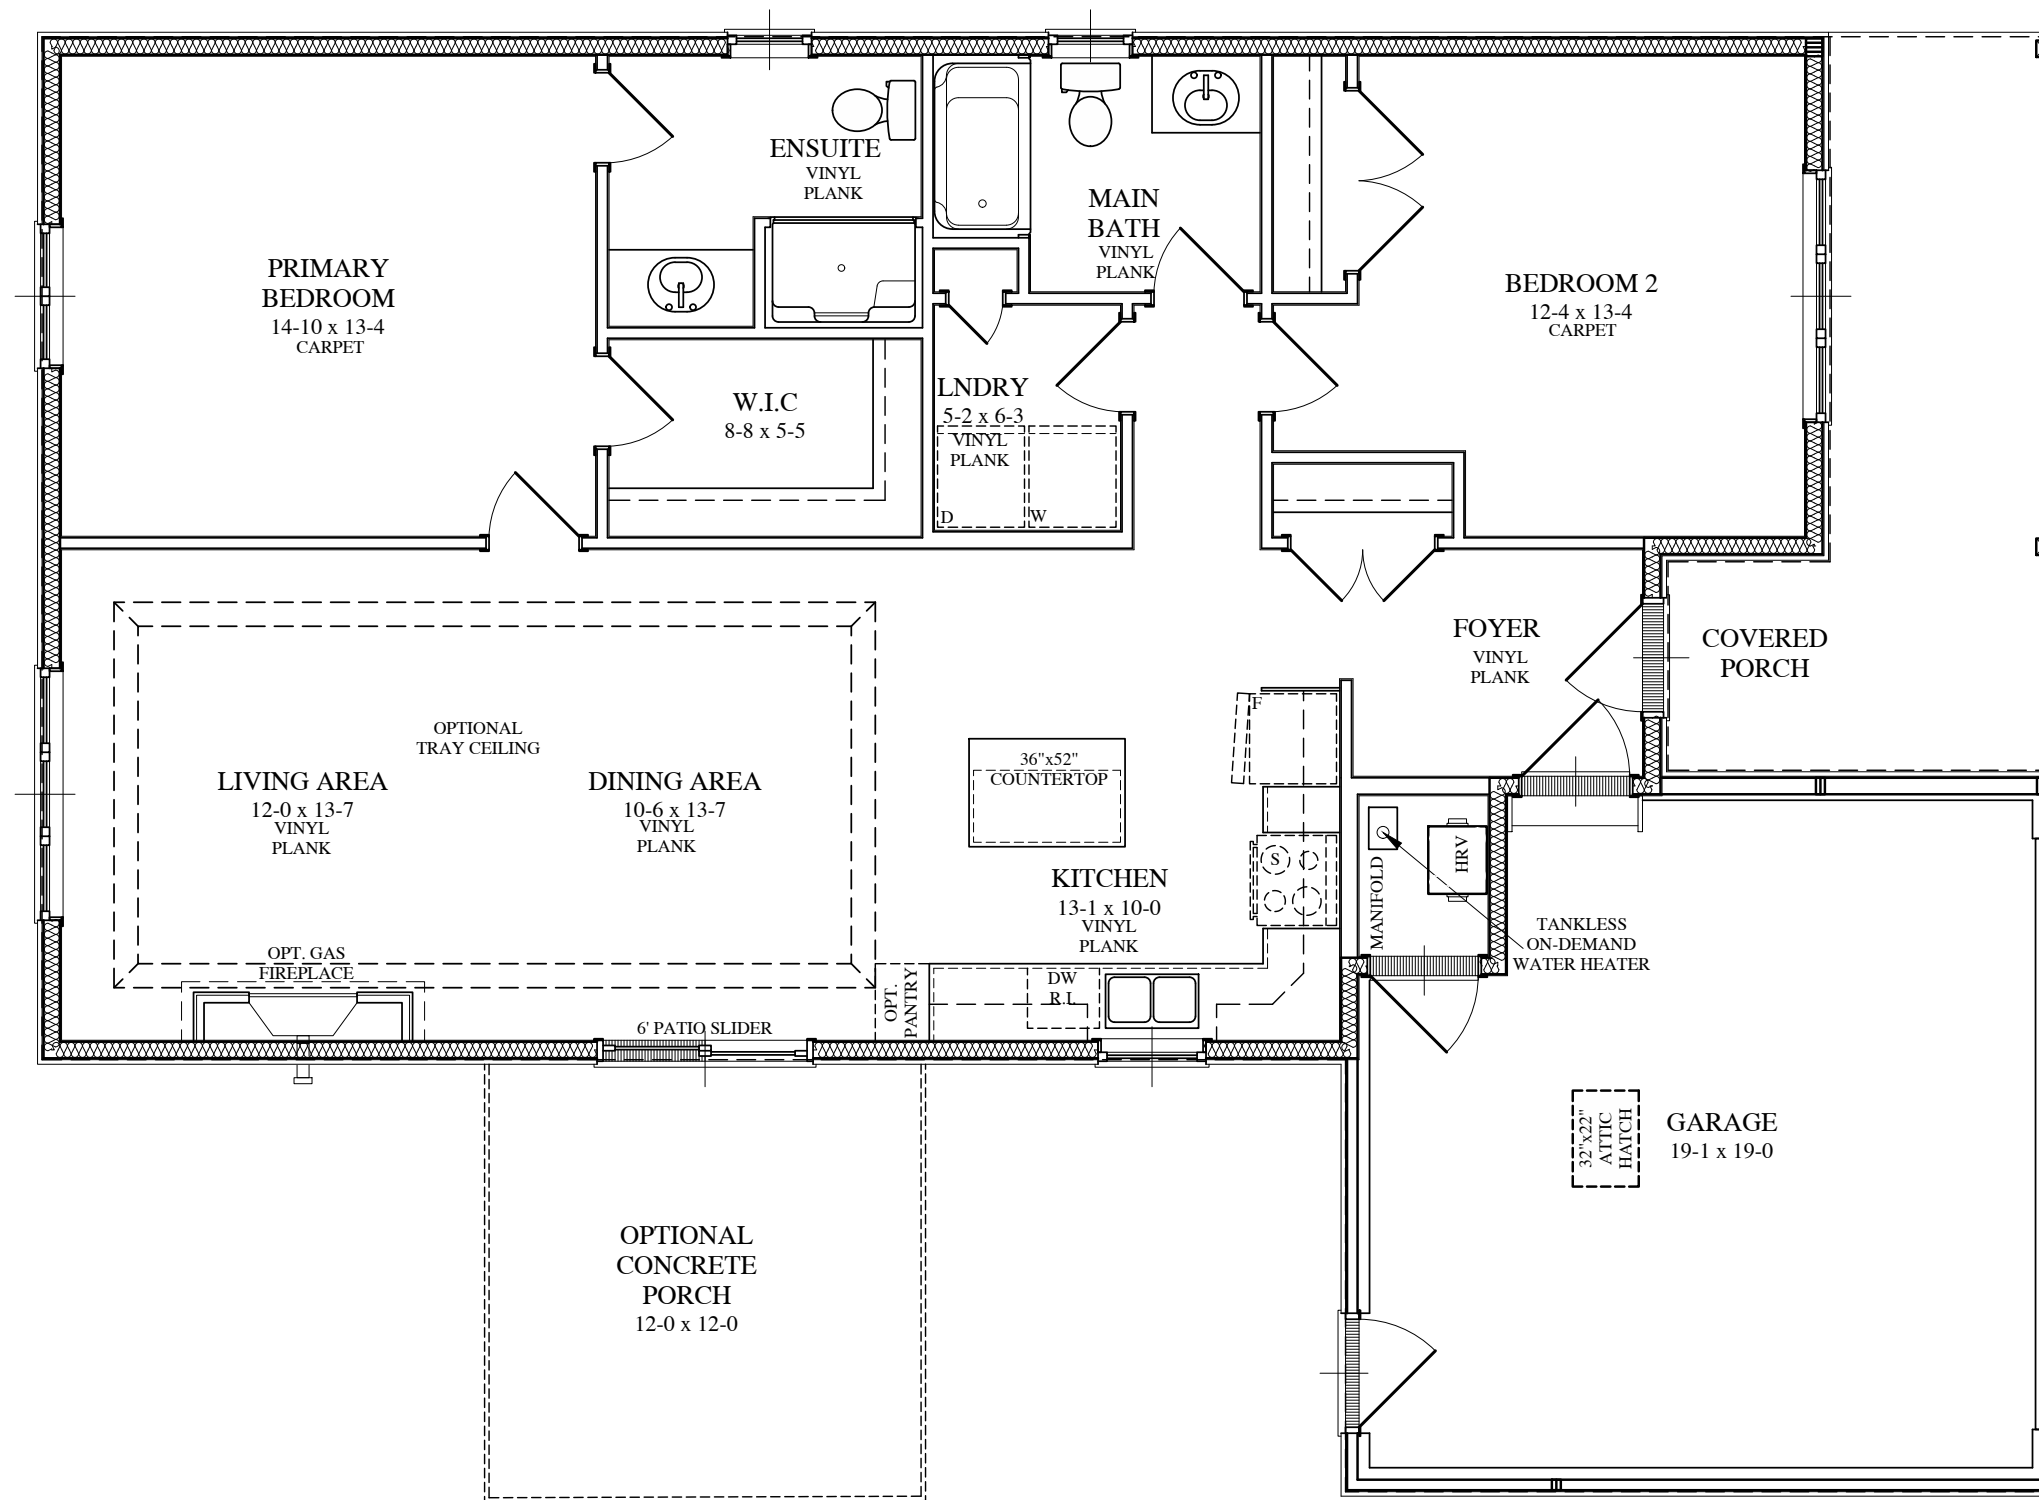 ENSUITE
VINYL
PLANK
MAIN
BATH
VINYL
PLANK
PRIMARY
BEDROOM
14-10 x 13-4
CARPET
BEDROOM 2
12-4 x 13-4
CARPET
W.I.C
8-8 x 5-5
LNDRY
5-2 x 6-3
VINYL
PLANK
D
W
FOYER
VINYL
PLANK
COVERED
PORCH
OPTIONAL
TRAY CEILING
LIVING AREA
12-0 x 13-7
VINYL
PLANK
DINING AREA
10-6 x 13-7
VINYL
PLANK
F
36"x52"
COUNTERTOP
S
KITCHEN
13-1 x 10-0
VINYL
PLANK
MANIFOLD
HRV
TANKLESS
ON-DEMAND
WATER HEATER
OPT. GAS
FIREPLACE
OPT.
PANTRY
DW
R.I.
6' PATIO SLIDER
32"x22"
ATTIC
HATCH
GARAGE
19-1 x 19-0
OPTIONAL
CONCRETE
PORCH
12-0 x 12-0